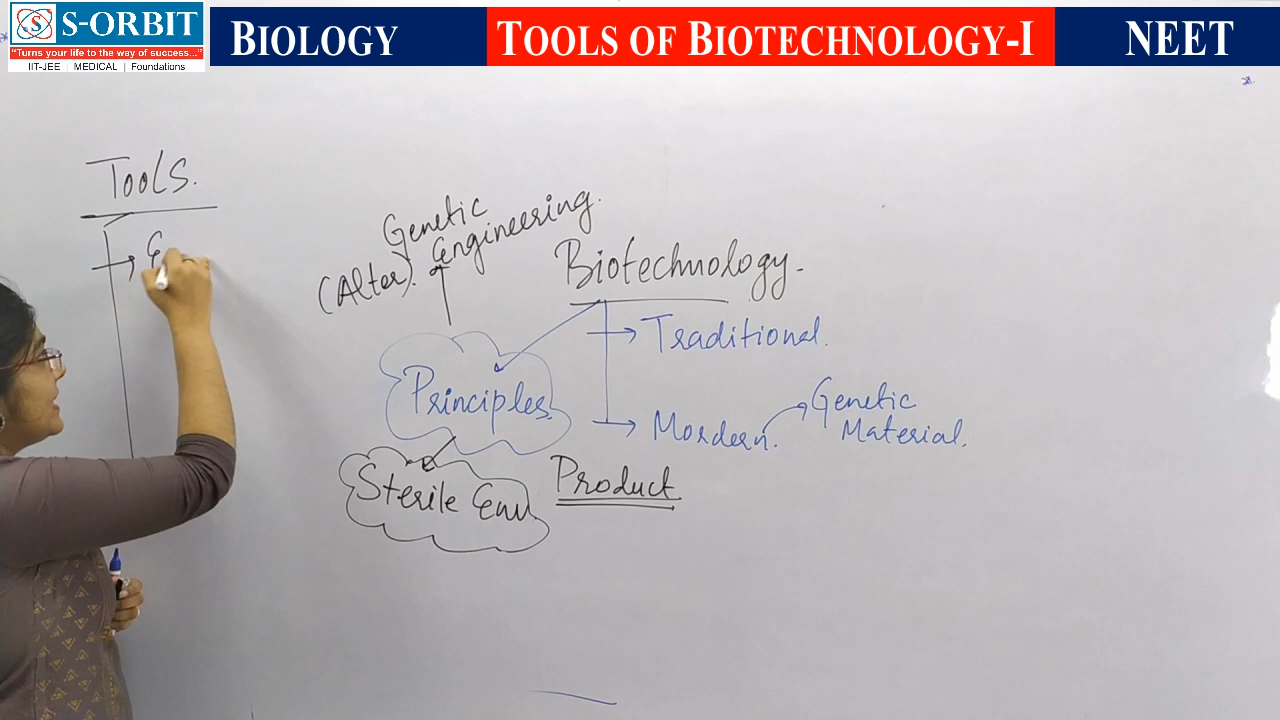 S-ORBIT
"Turns your life to the way of success..."
IIT-JEE | MEDICAL | Foundations
BIOLOGY
TOOLS OF BIOTECHNOLOGY-I
NEET
TOOLS.
Genetic
Engineering.
(Alter).
Biotechnology.
Traditional.
Principles.
Mordern.
Genetic
Material.
Sterile Env.
Product